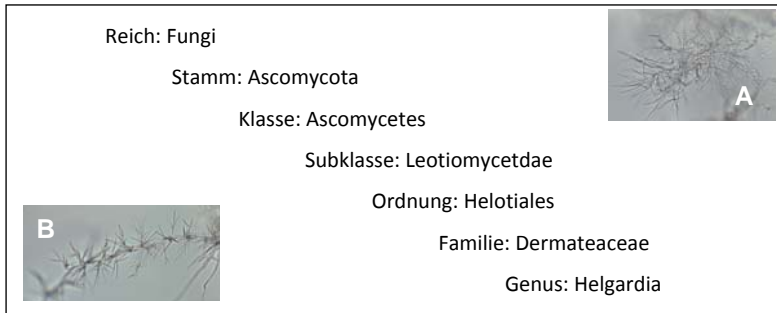 Reich: Fungi
A
Stamm: Ascomycota
Klasse: Ascomycetes
Subklasse: Leotiomycetdae
Ordnung: Helotiales
B
Familie: Dermateaceae
Genus: Helgardia